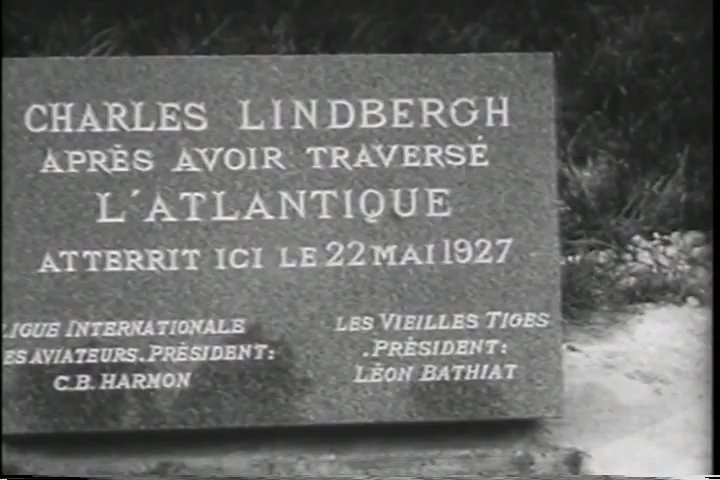 CHARLES LINDBERGH
APRÈS AVOIR TRAVERSÉ
L'ATLANTIQUE
ATTERRIT ICI LE 22 MAI 1927
LIGUE INTERNATIONALE
ES AVIATEURS. PRÉSIDENT:
C.B. HARMON
LES VIEILLES TIGES
. PRÉSIDENT:
LÉON BATHIAT